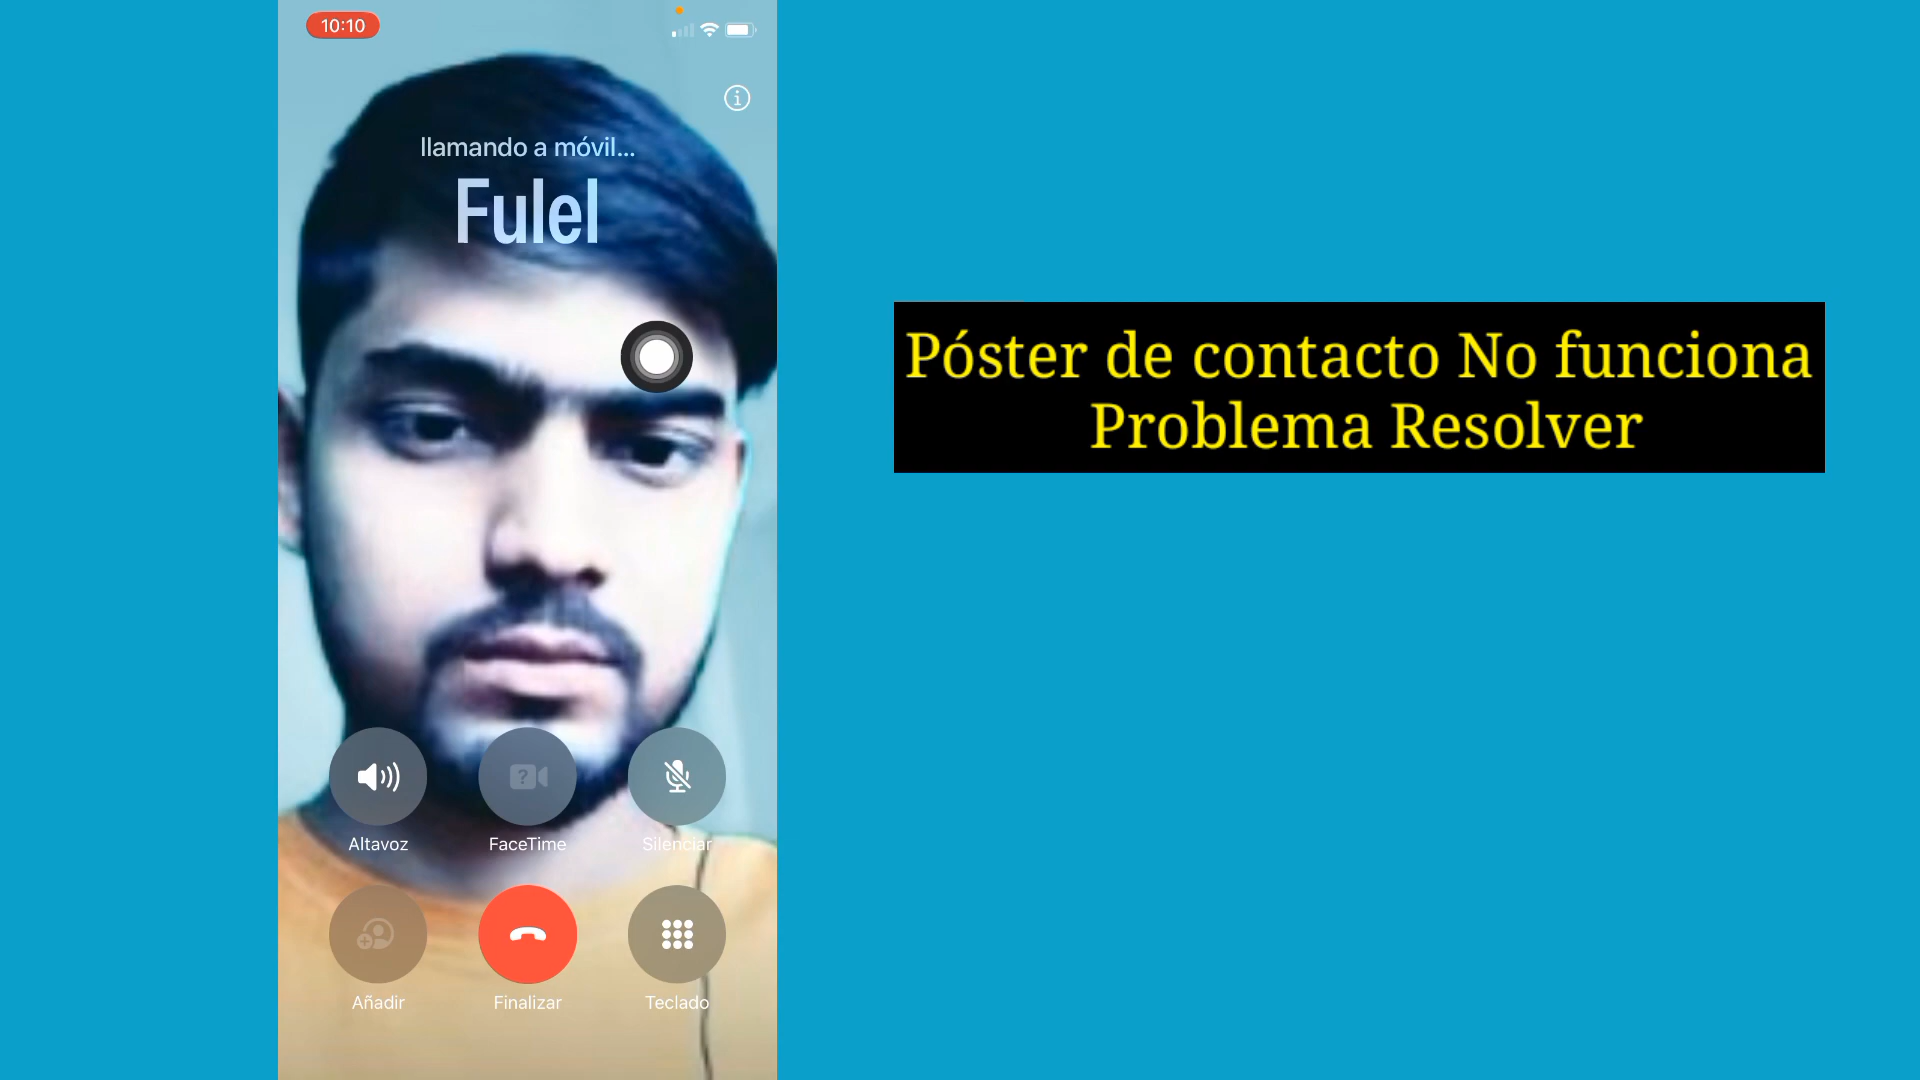 10:10
llamando a móvil...
Fulel
Póster de contacto No funciona
Problema Resolver
Altavoz
FaceTime
Silenciar
Añadir
Finalizar
Teclado